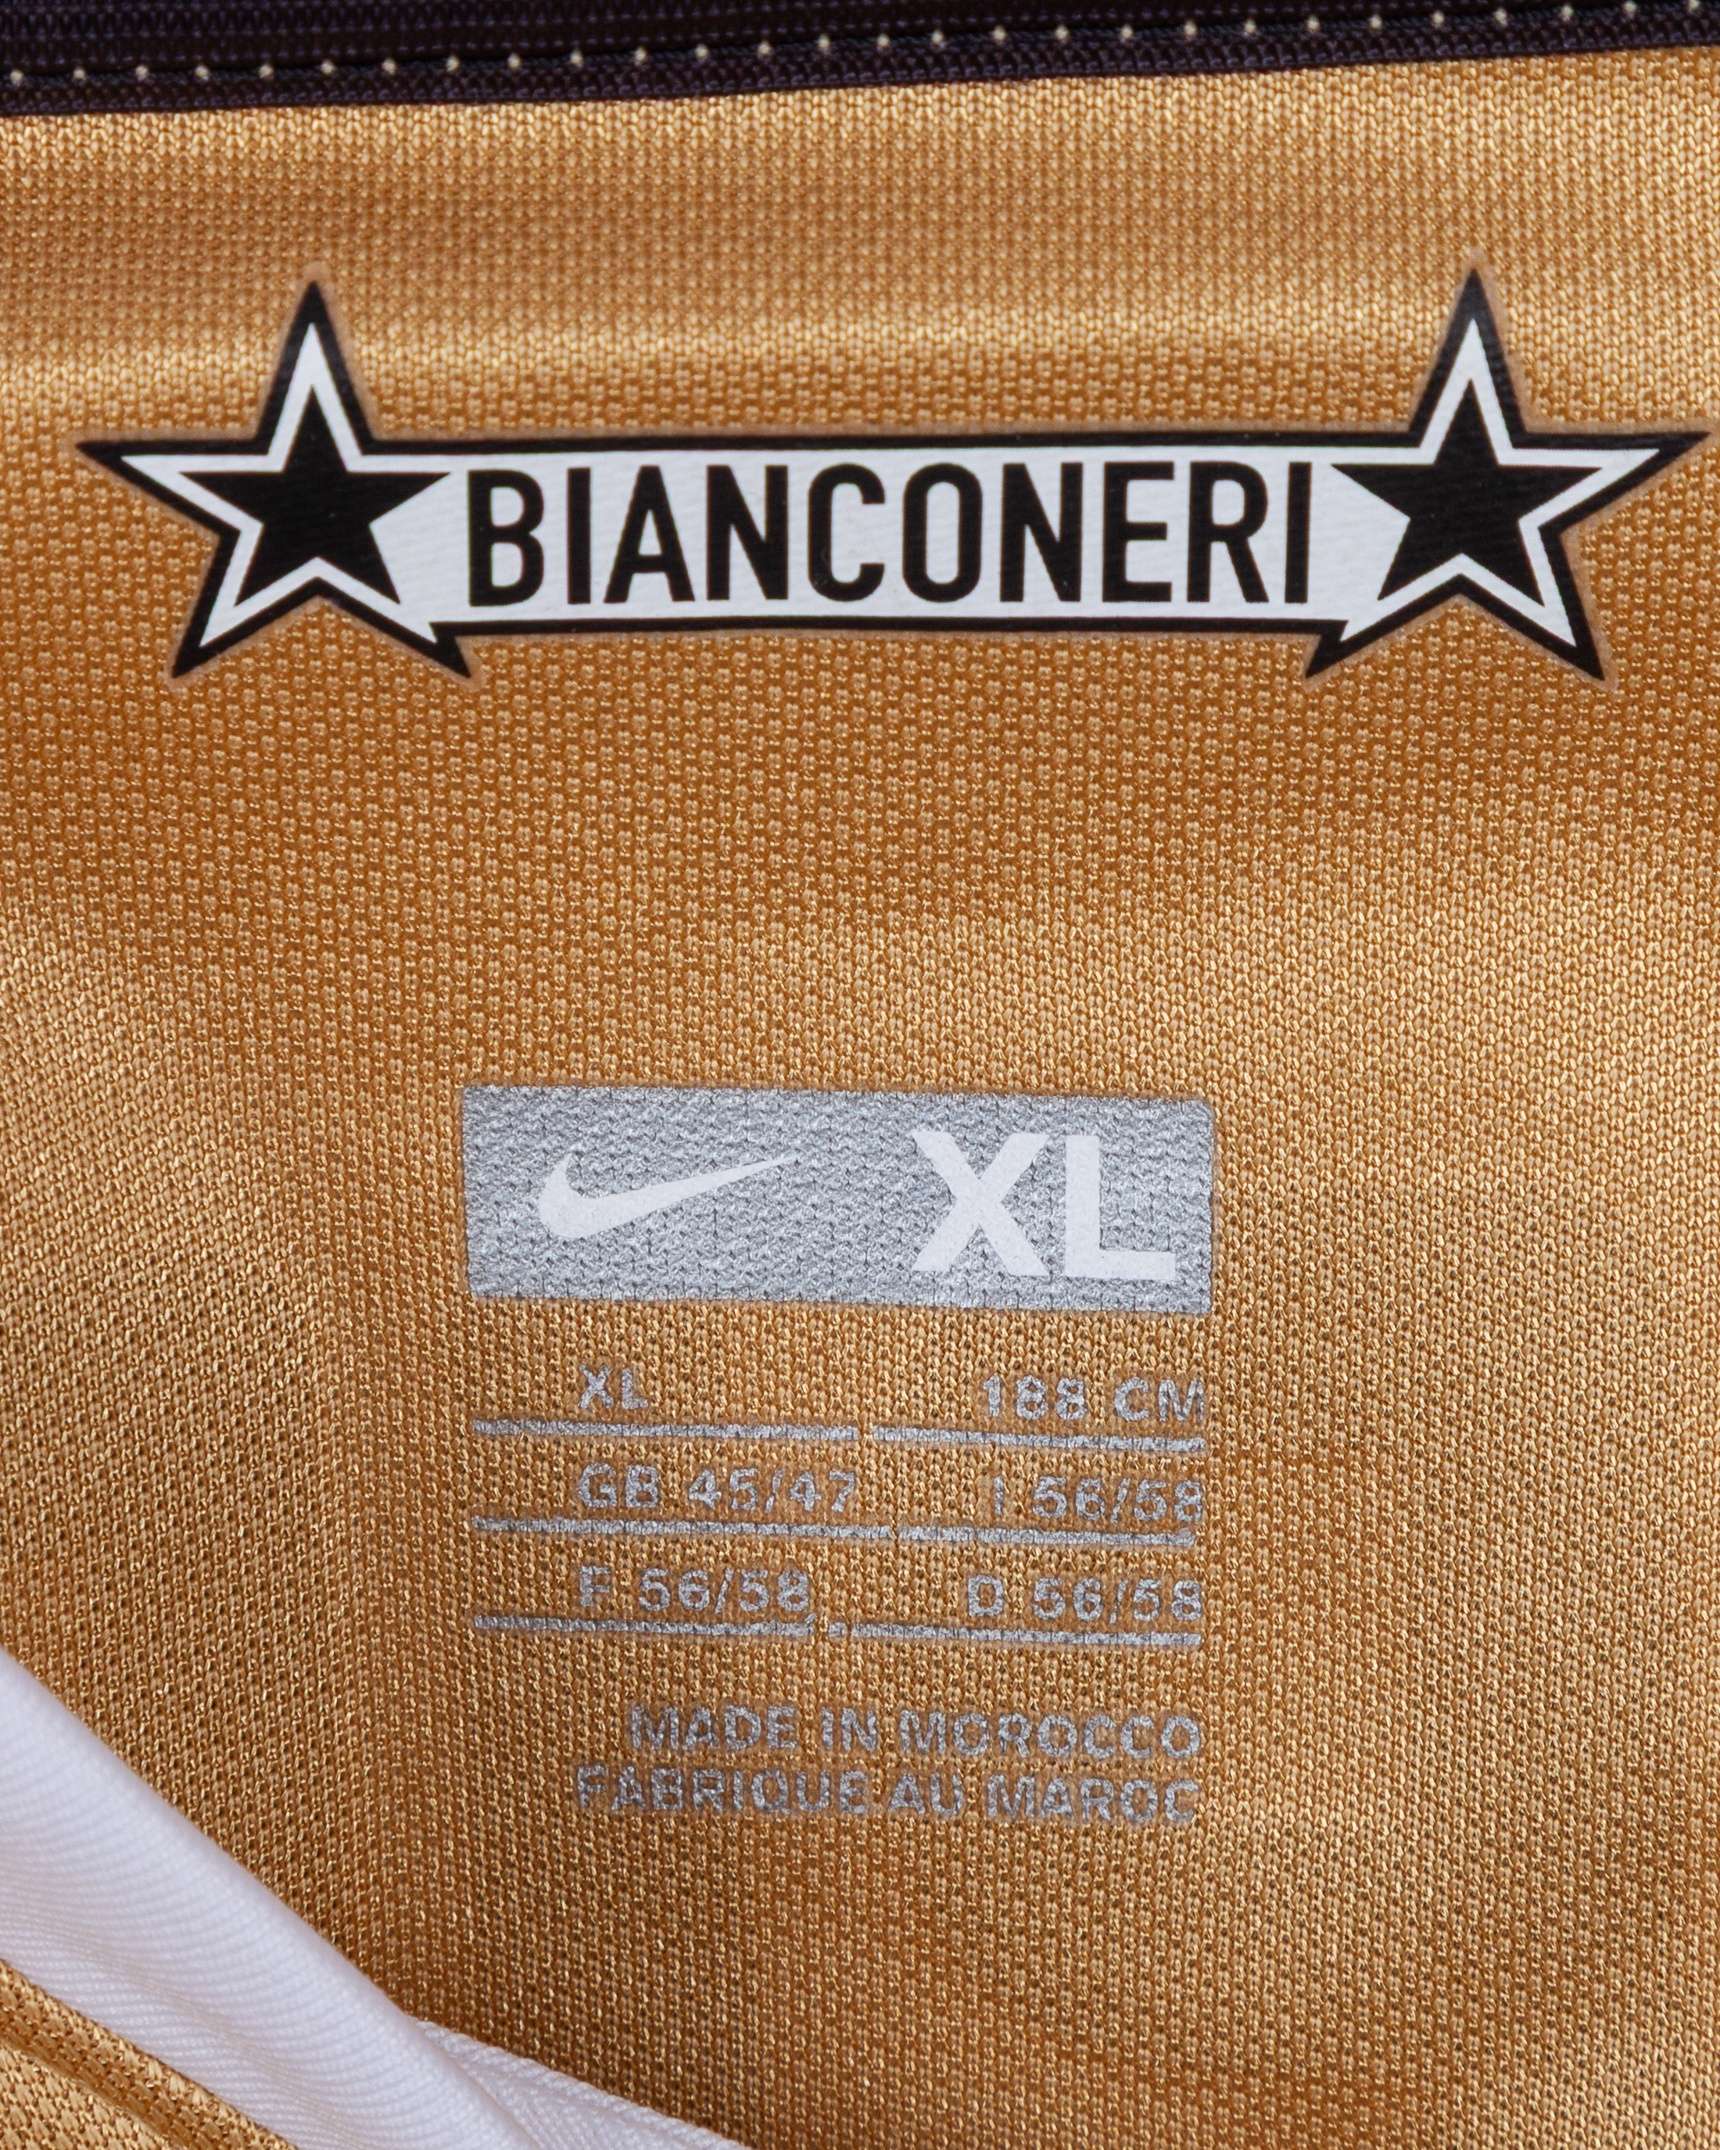 BIANCONERI
XL
XL 188 CM
GB 45/47 I 56/58
F 56/58 D 56/58
MADE IN MOROCCO
FABRIQUE AU MAROC